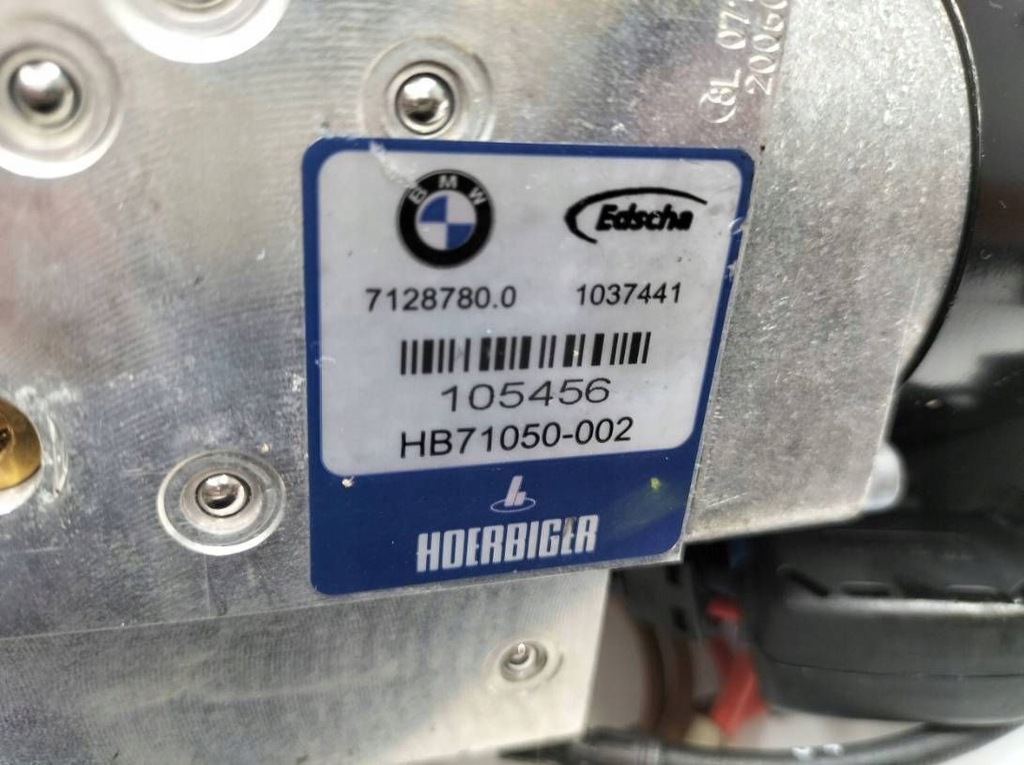 BMW
Edscha
7128780.0 1037441
105456
HB71050-002
HOERBIGER